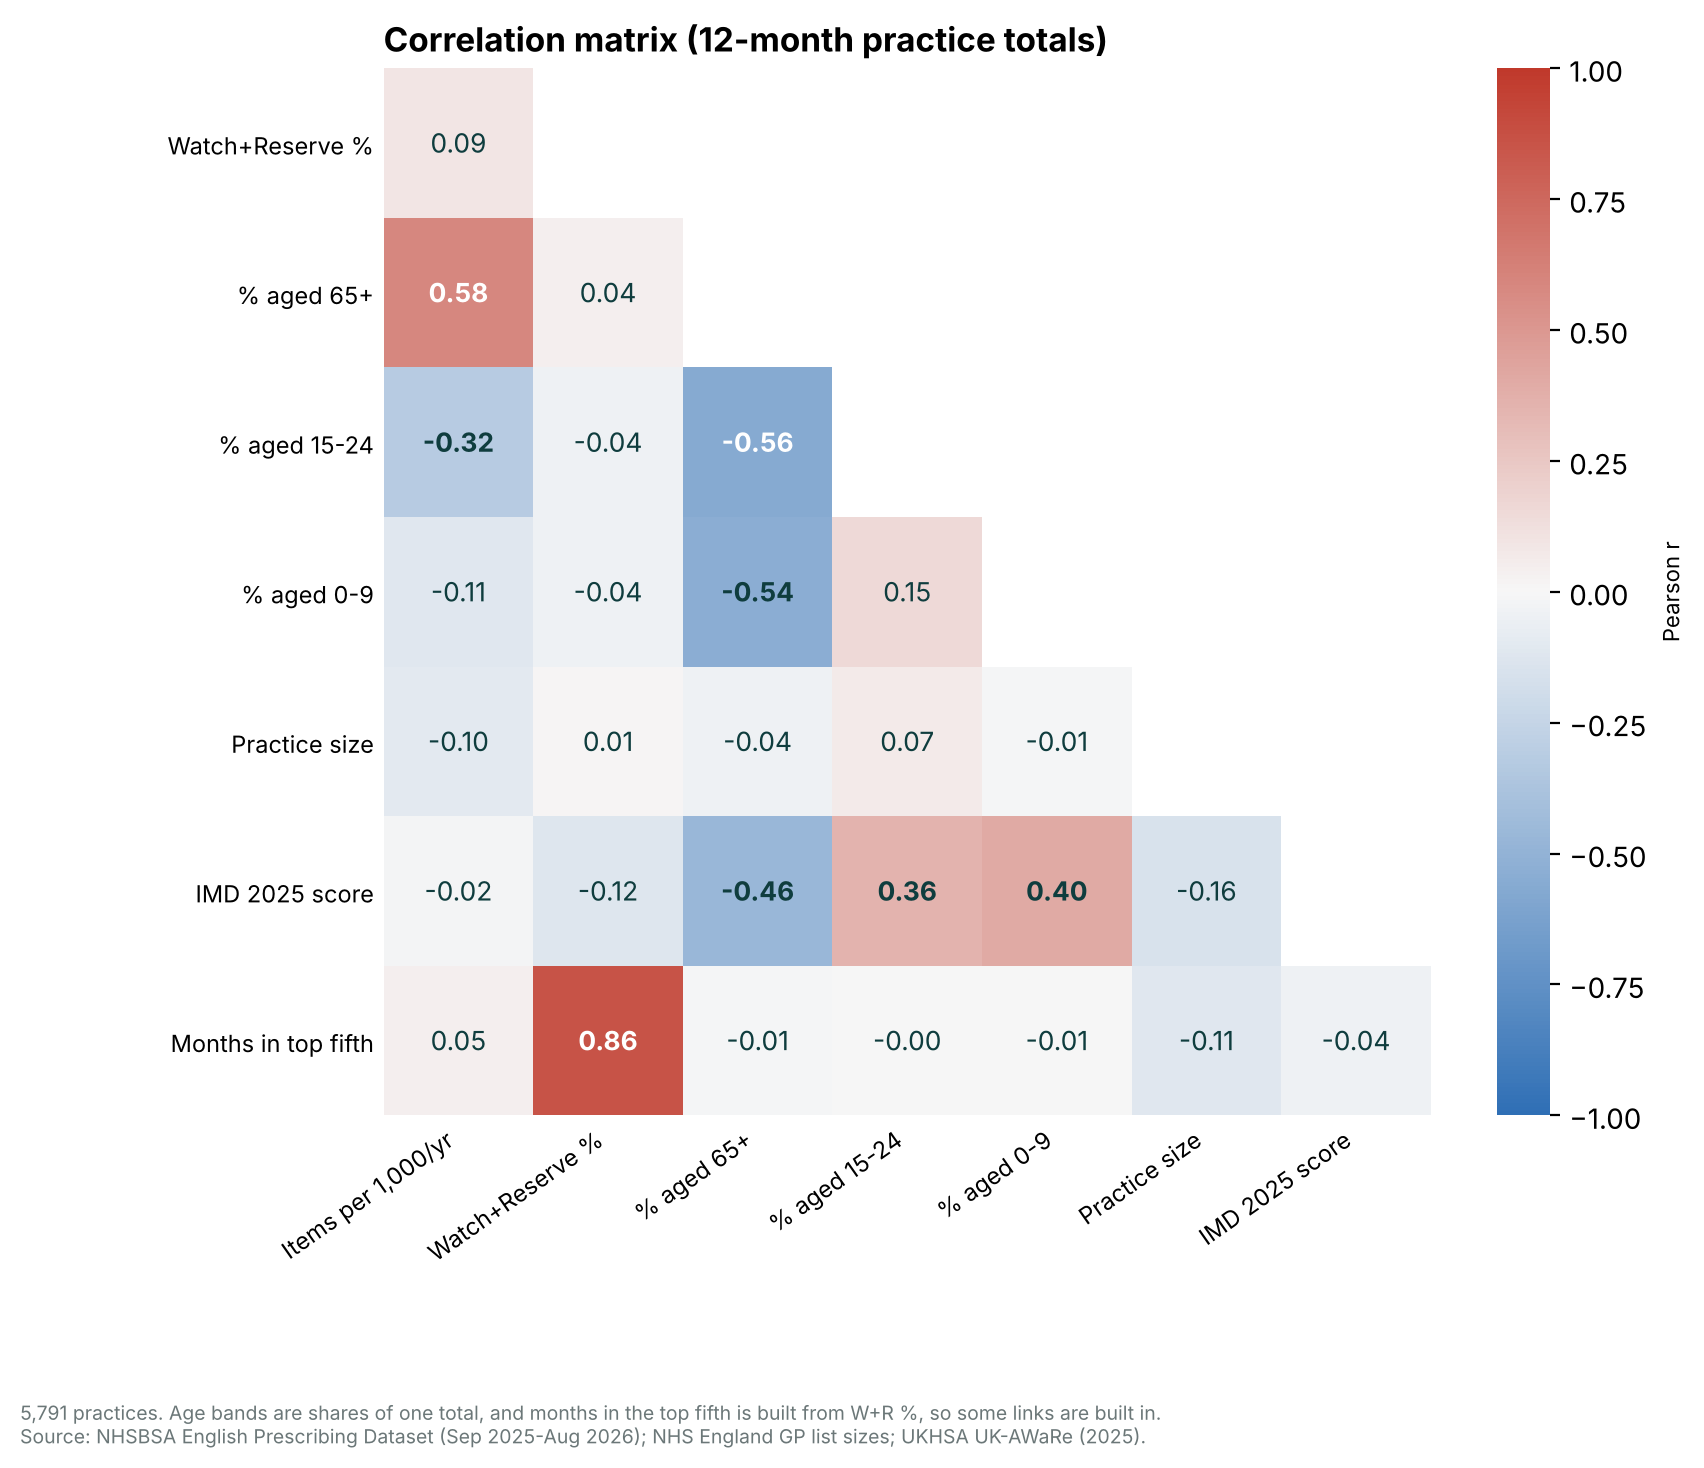 Correlation matrix (12-month practice totals)
Watch+Reserve %
0.09
% aged 65+
0.58
0.04
% aged 15-24
-0.32
-0.04
-0.56
% aged 0-9
-0.11
-0.04
-0.54
0.15
Practice size
-0.10
0.01
-0.04
0.07
-0.01
IMD 2025 score
-0.02
-0.12
-0.46
0.36
0.40
-0.16
Months in top fifth
0.05
0.86
-0.01
-0.00
-0.01
-0.11
-0.04
Items per 1,000/yr
Watch+Reserve %
% aged 65+
% aged 15-24
% aged 0-9
Practice size
IMD 2025 score
1.00
0.75
0.50
0.25
0.00
−0.25
−0.50
−0.75
−1.00
Pearson r
5,791 practices. Age bands are shares of one total, and months in the top fifth is built from W+R %, so some links are built in.
Source: NHSBSA English Prescribing Dataset (Sep 2025-Aug 2026); NHS England GP list sizes; UKHSA UK-AWaRe (2025).